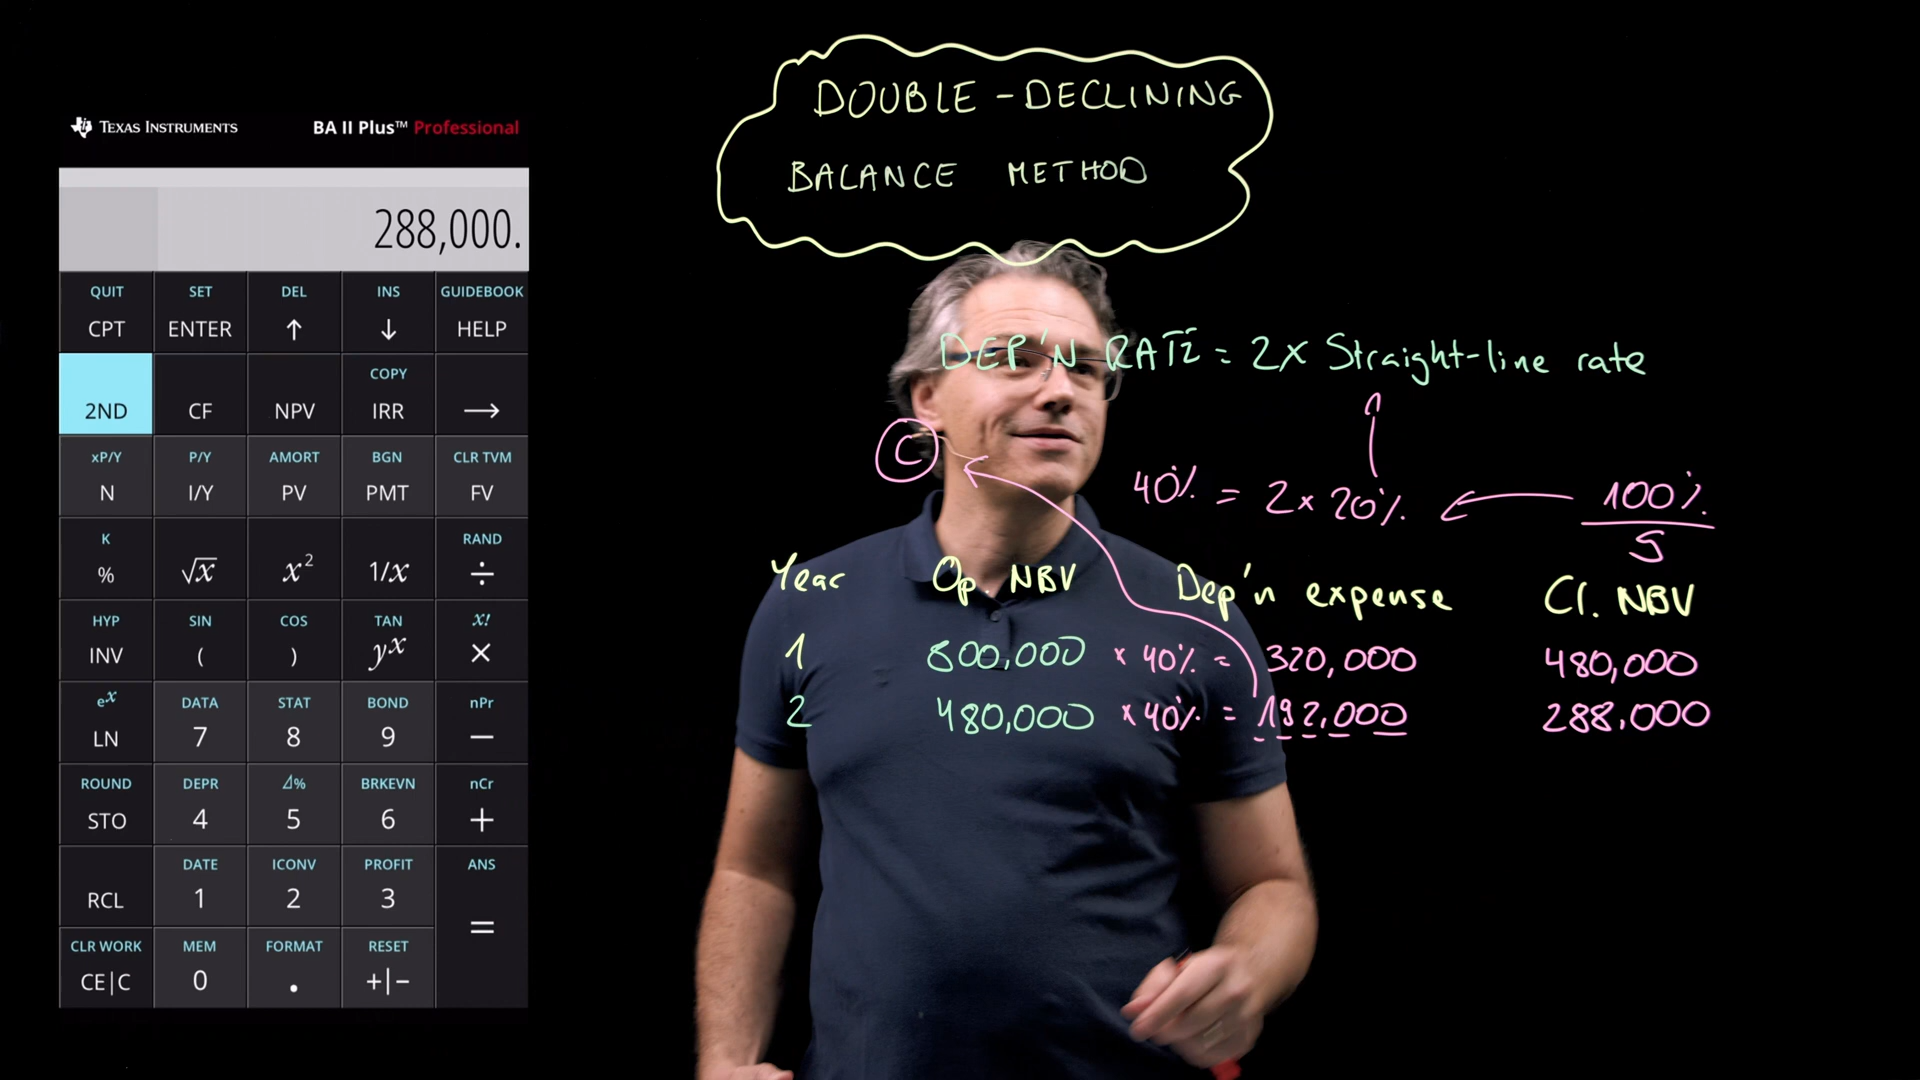 TEXAS INSTRUMENTS BA II Plus™ Professional
288,000.
QUIT SET DEL INS GUIDEBOOK
CPT ENTER ↑ ↓ HELP
COPY
2ND CF NPV IRR →
xP/Y P/Y AMORT BGN CLR TVM
N I/Y PV PMT FV
K RAND
% √x x² 1/x ÷
HYP SIN COS TAN x!
INV ( ) yˣ ×
eˣ DATA STAT BOND nPr
LN 7 8 9 −
ROUND DEPR Δ% BRKEVN nCr
STO 4 5 6 +
DATE ICONV PROFIT ANS
RCL 1 2 3 =
CLR WORK MEM FORMAT RESET
CE|C 0 . +|−
DOUBLE-DECLINING
BALANCE METHOD
DEP'N RATE = 2x Straight-line rate
C
40% = 2 x 20% ← 100%
5
Year Op NBV Dep'n expense Cl. NBV
1 800,000 x 40% = 320,000 480,000
2 480,000 x 40% = 192,000 288,000